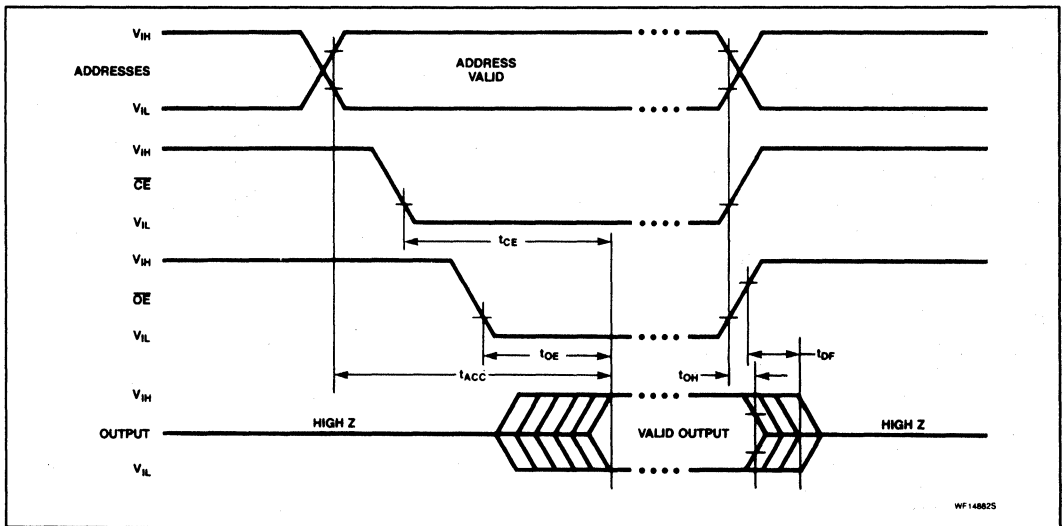 VIH
ADDRESSES
ADDRESS
VALID
VIL
VIH
CE
VIL
tCE
VIH
OE
VIL
tOE
tDF
tACC
tOH
VIH
HIGH Z
OUTPUT
VALID OUTPUT
HIGH Z
VIL
WF14882S